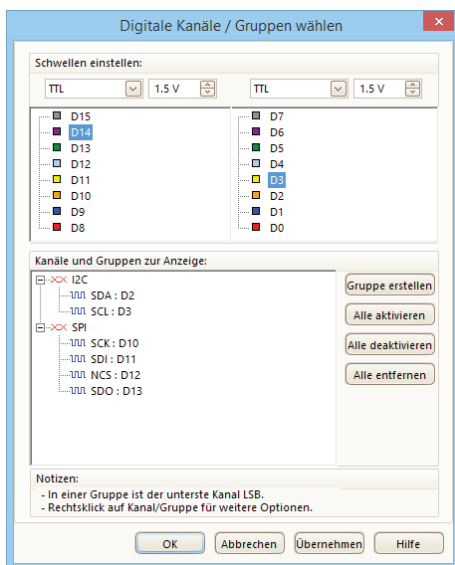 Digitale Kanäle / Gruppen wählen
Schwellen einstellen:
TTL 1.5 V TTL 1.5 V
D15 D7
D14 D6
D13 D5
D12 D4
D11 D3
D10 D2
D9 D1
D8 D0
Kanäle und Gruppen zur Anzeige:
I2C
SDA : D2
SCL : D3
SPI
SCK : D10
SDI : D11
NCS : D12
SDO : D13
Gruppe erstellen
Alle aktivieren
Alle deaktivieren
Alle entfernen
Notizen:
- In einer Gruppe ist der unterste Kanal LSB.
- Rechtsklick auf Kanal/Gruppe für weitere Optionen.
OK Abbrechen Übernehmen Hilfe